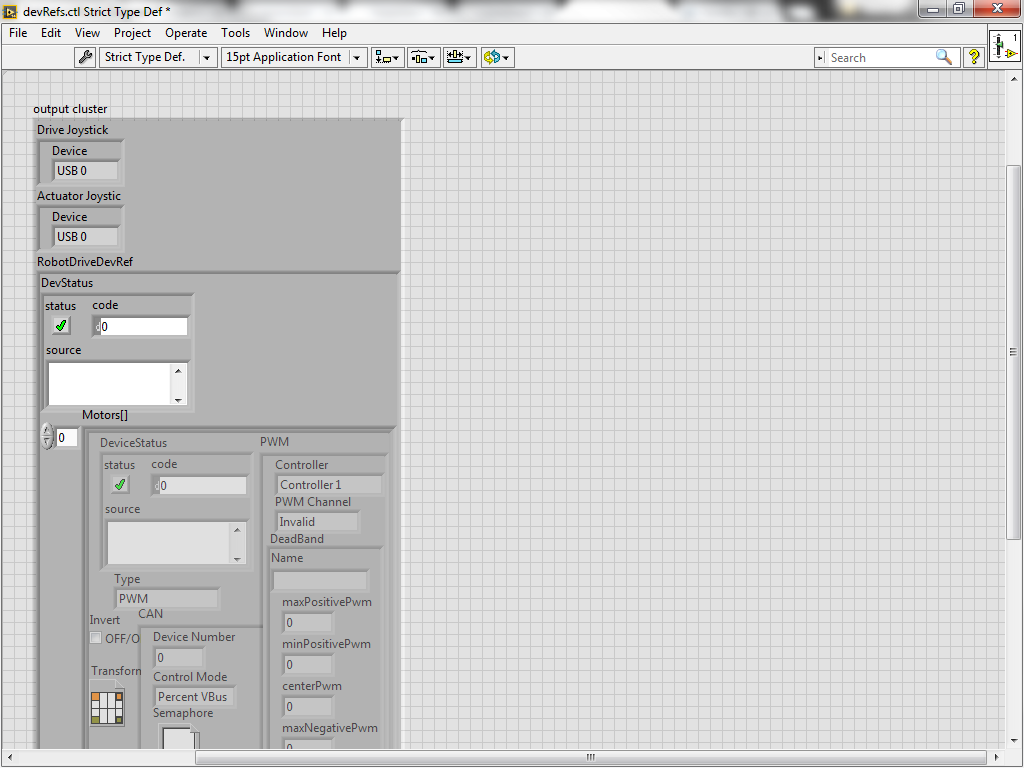 devRefs.ctl Strict Type Def *
File Edit View Project Operate Tools Window Help
Strict Type Def. 15pt Application Font Search ? 1
output cluster
Drive Joystick
Device
USB 0
Actuator Joystic
Device
USB 0
RobotDriveDevRef
DevStatus
status code
0
source
Motors[]
0
DeviceStatus PWM
status code Controller
0 Controller 1
source PWM Channel
Invalid
DeadBand
Name
Type
PWM maxPositivePwm
CAN 0
Invert
OFF/O Device Number minPositivePwm
0 0
Transform Control Mode centerPwm
Percent VBus 0
Semaphore
maxNegativePwm
0